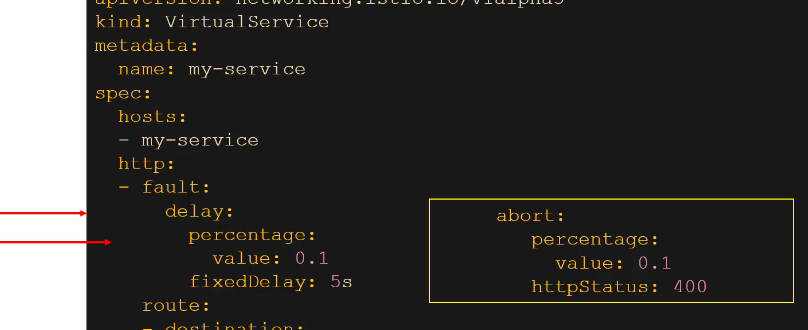 apiVersion: networking.istio.io/v1alpha3
kind: VirtualService
metadata:
  name: my-service
spec:
  hosts:
  - my-service
  http:
  - fault:
      delay:
        percentage:
          value: 0.1
        fixedDelay: 5s
    route:
    - destination:
abort:
  percentage:
    value: 0.1
  httpStatus: 400